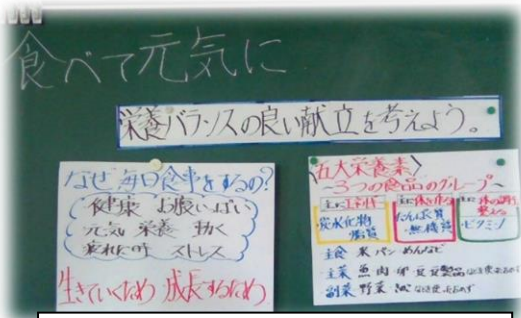 食べて元気に
栄養バランスの良い献立を考えよう。
なぜ毎日食事をするの?
健康 お腹いっぱい
元気 栄養 動く
疲れた時 ストレス
生きていくため 成長するため
五大栄養素
~3つの食品のグループ~
炭水化物
脂質
たんぱく質
無機質
ビタミン
主食 米 パン めんなど
主菜 魚 肉 卵 豆 豆製品
副菜 野菜